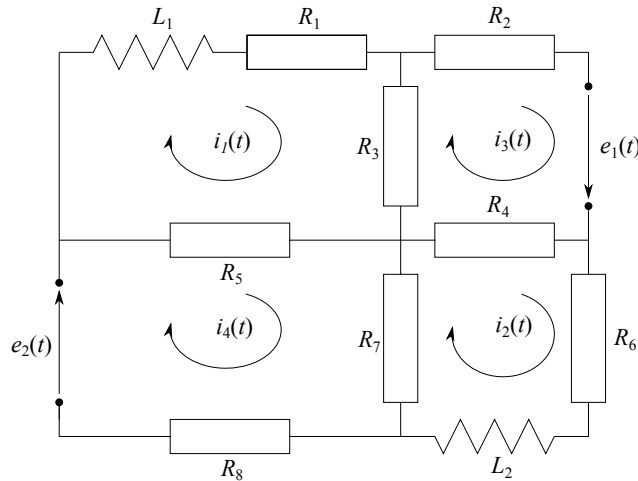 L1 R1 R2
R3
i1(t) i3(t) e1(t)
R4
R5
e2(t) i4(t) R7 i2(t) R6
R8 L2